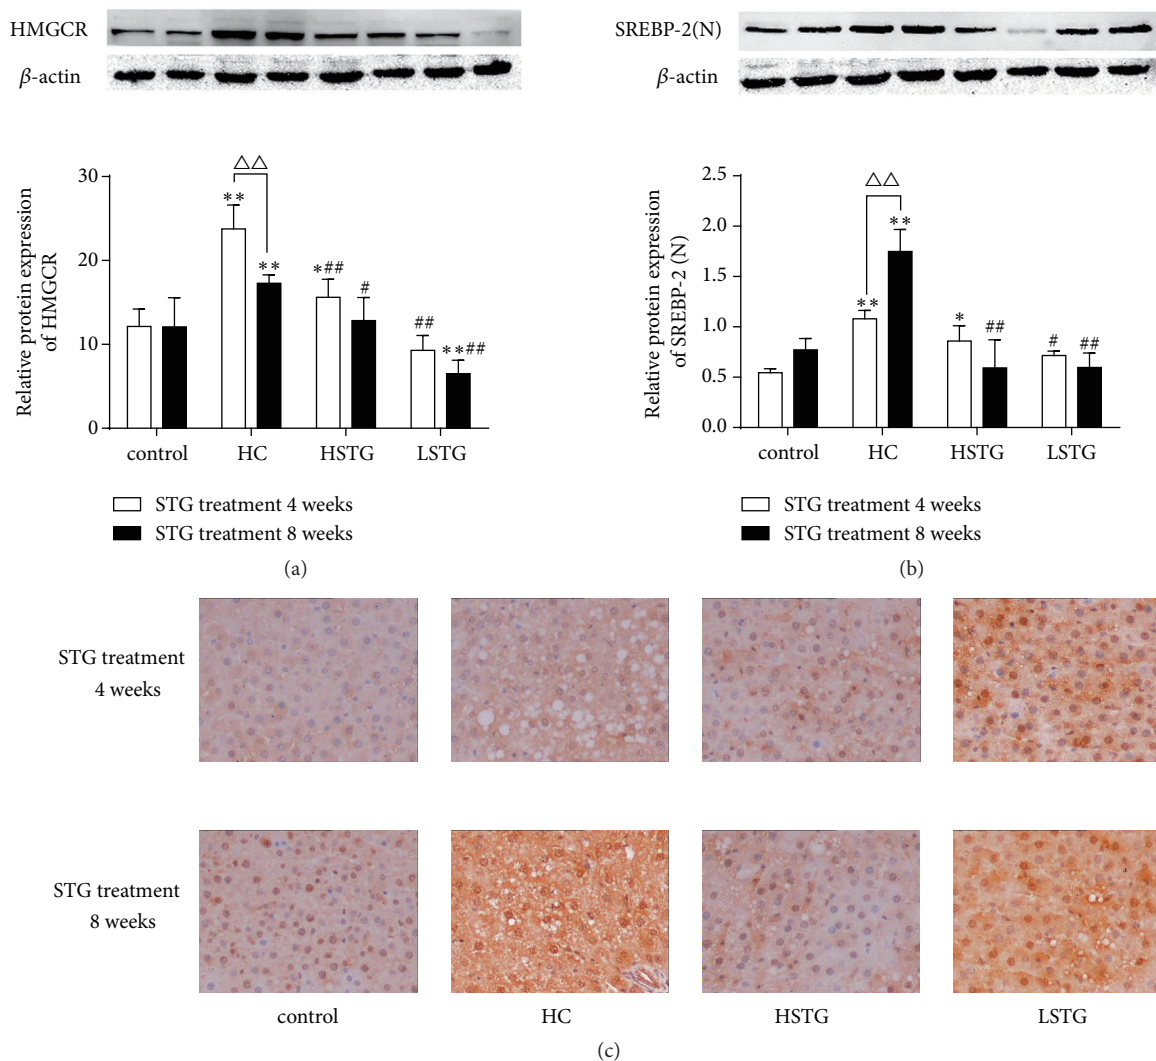 HMGCR
β-actin
△△
**
**
*##
#
##
**##
30
20
10
0
Relative protein expression
of HMGCR
control HC HSTG LSTG
STG treatment 4 weeks
STG treatment 8 weeks
(a)
SREBP-2(N)
β-actin
△△
**
**
*
##
#
##
2.5
2.0
1.5
1.0
0.5
0.0
Relative protein expression
of SREBP-2 (N)
control HC HSTG LSTG
STG treatment 4 weeks
STG treatment 8 weeks
(b)
STG treatment
4 weeks
STG treatment
8 weeks
control HC HSTG LSTG
(c)